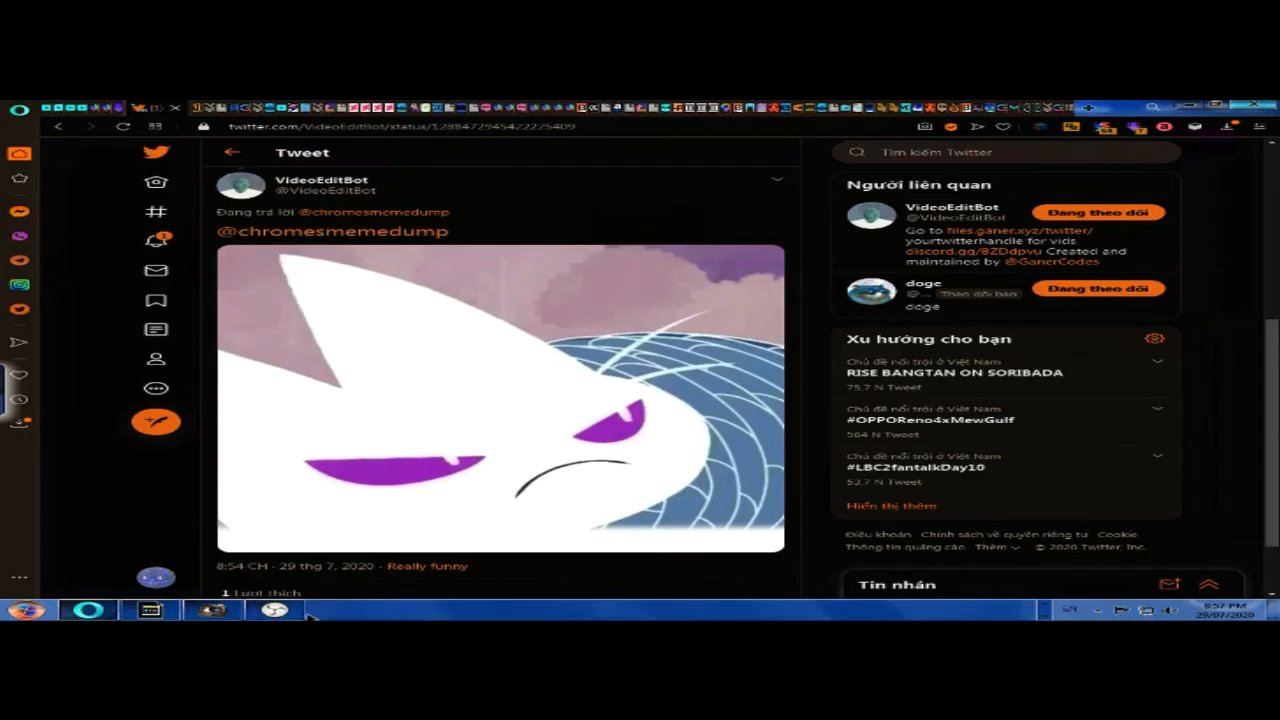 twitter.com/VideoEditBot/status/1288472945422225409
Tweet
VideoEditBot
@VideoEditBot
Đang trả lời @chromesmemedump
@chromesmemedump
8:54 CH · 29 thg 7, 2020 · Really funny
1 Lượt thích
Tìm kiếm Twitter
Người liên quan
VideoEditBot
@VideoEditBot
Đang theo dõi
Go to files.ganer.xyz/twitter/
yourtwitterhandle for vids
discord.gg/8ZDdpvu Created and
maintained by @GanerCodes
doge
@... Theo dõi bạn
Đang theo dõi
doge
Xu hướng cho bạn
Chủ đề nổi trội ở Việt Nam
RISE BANGTAN ON SORIBADA
75,7 N Tweet
Chủ đề nổi trội ở Việt Nam
#OPPOReno4xMewGulf
564 N Tweet
Chủ đề nổi trội ở Việt Nam
#LBC2fantalkDay10
53,7 N Tweet
Hiển thị thêm
Điều khoản Chính sách về quyền riêng tư Cookie
Thông tin quảng cáo Thêm © 2020 Twitter, Inc.
Tin nhắn
EN
8:57 PM
29/07/2020